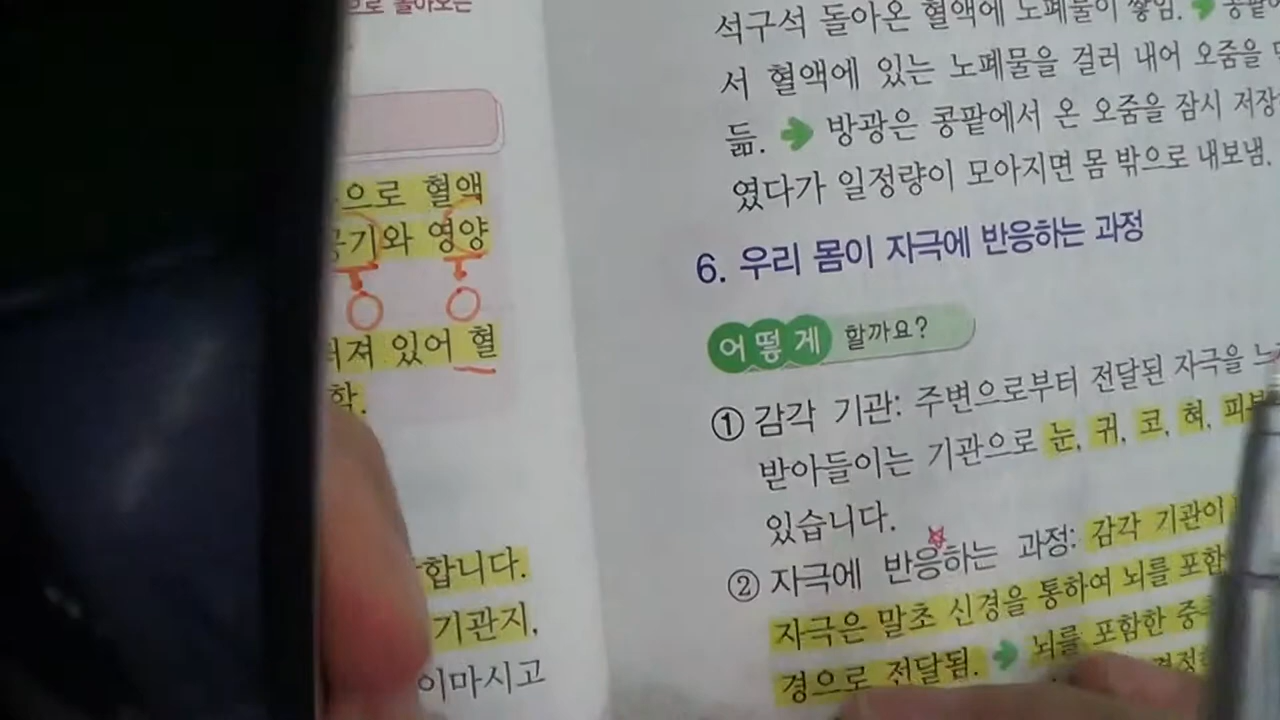 으로 돌아오는
으로 혈액
공기와 영양
퍼져 있어 혈
학.
합니다.
기관지,
이마시고
석구석 돌아온 혈액에 노폐물이 쌓임. ➔ 콩팥에
서 혈액에 있는 노폐물을 걸러 내어 오줌을
듦. ➔ 방광은 콩팥에서 온 오줌을 잠시 저장
였다가 일정량이 모아지면 몸 밖으로 내보냄.
6. 우리 몸이 자극에 반응하는 과정
어떻게 할까요?
① 감각 기관: 주변으로부터 전달된 자극을
받아들이는 기관으로 눈, 귀, 코, 혀, 피부
있습니다.
② 자극에 반응하는 과정: 감각 기관이
자극은 말초 신경을 통하여 뇌를 포함
경으로 전달됨. ➔ 뇌를 포함한 중추